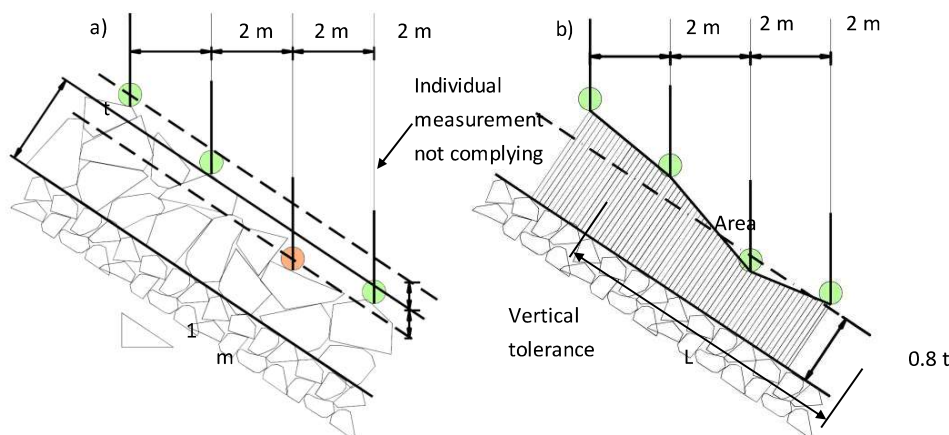 a)
2 m
2 m
2 m
Individual
measurement
not complying
t
1
m
b)
2 m
2 m
2 m
Area
Vertical
tolerance
L
0.8 t